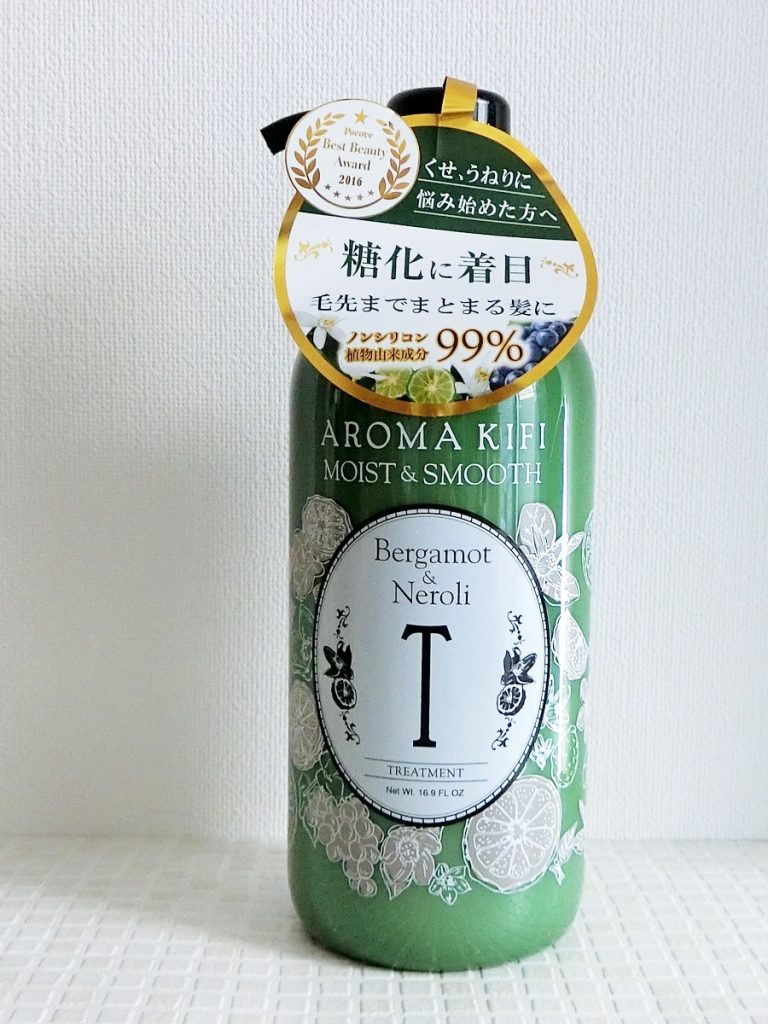 Pocove
Best Beauty
Award
2016
くせ、うねりに
悩み始めた方へ
糖化に着目
毛先までまとまる髪に
ノンシリコン
植物由来成分 99%
AROMA KIFI
MOIST & SMOOTH
Bergamot
&
Neroli
T
TREATMENT
Net Wt. 16.9 FL OZ